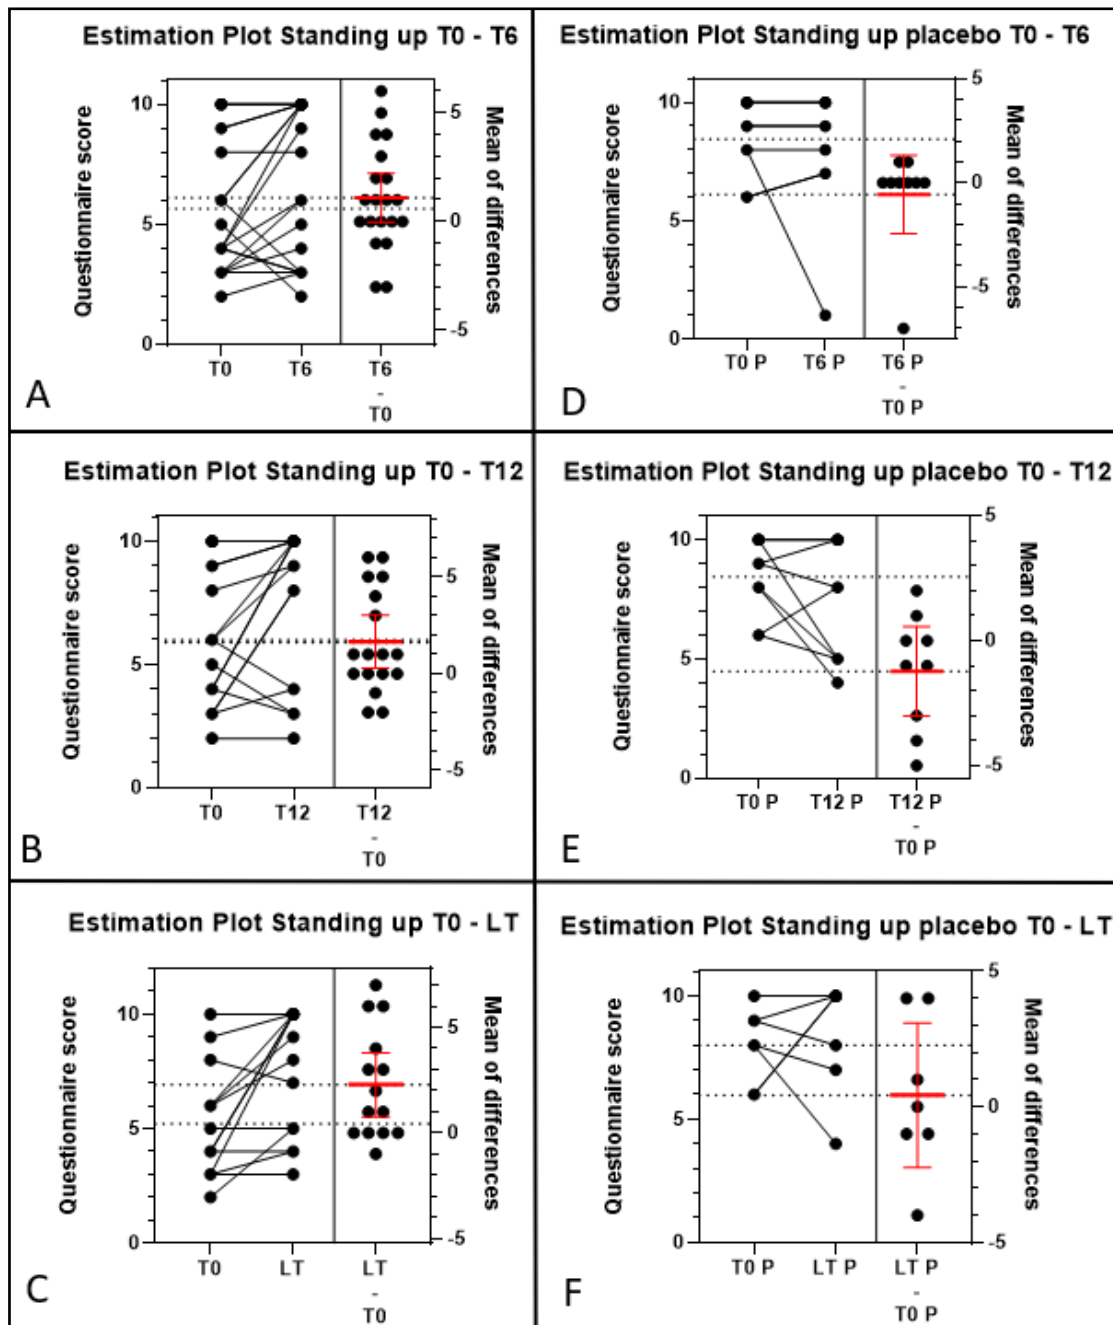 Estimation Plot Standing up T0 - T6
Questionnaire score
10
5
0
5
0
-5
Mean of differences
T0 T6 T6
-
T0
A
Estimation Plot Standing up placebo T0 - T6
Questionnaire score
10
5
0
5
0
-5
Mean of differences
T0 P T6 P T6 P
-
T0 P
D
Estimation Plot Standing up T0 - T12
Questionnaire score
10
5
0
5
0
-5
Mean of differences
T0 T12 T12
-
T0
B
Estimation Plot Standing up placebo T0 - T12
Questionnaire score
10
5
0
5
0
-5
Mean of differences
T0 P T12 P T12 P
-
T0 P
E
Estimation Plot Standing up T0 - LT
Questionnaire score
10
5
0
5
0
-5
Mean of differences
T0 LT LT
-
T0
C
Estimation Plot Standing up placebo T0 - LT
Questionnaire score
10
5
0
5
0
-5
Mean of differences
T0 P LT P LT P
-
T0 P
F